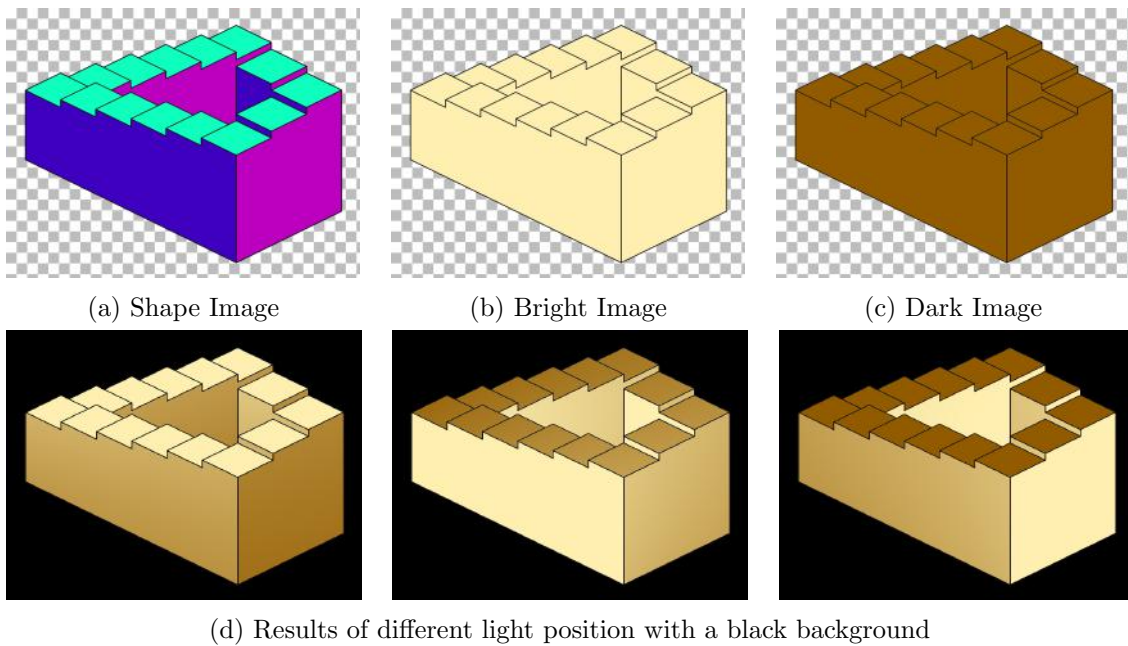 (a) Shape Image
(b) Bright Image
(c) Dark Image
(d) Results of different light position with a black background